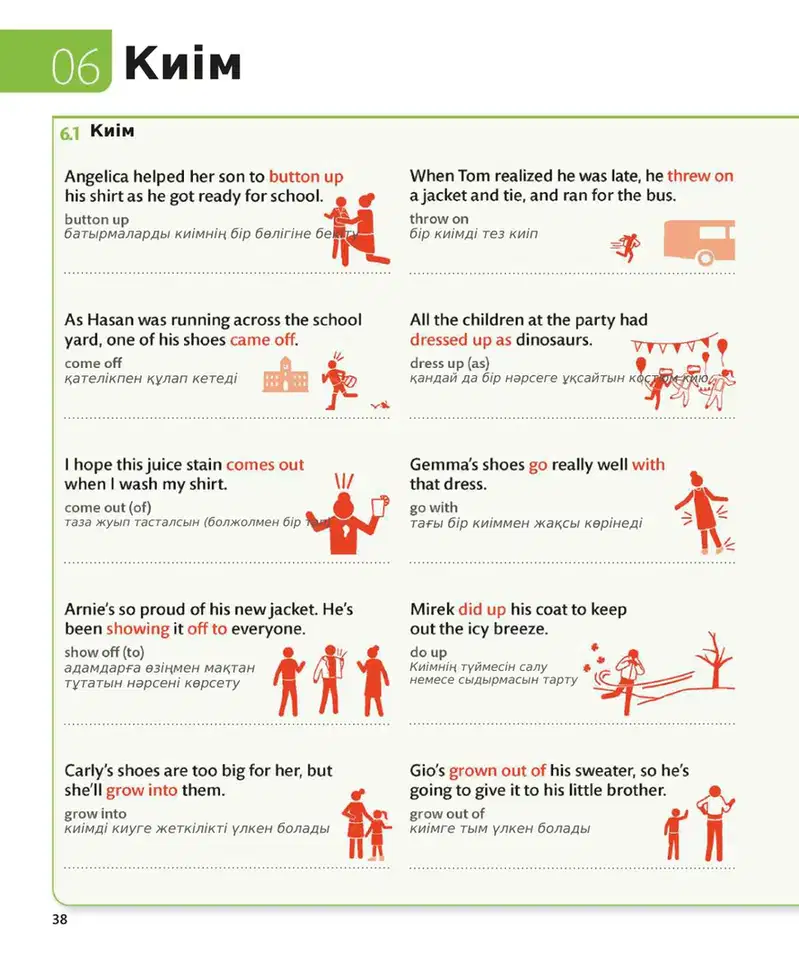 06 Киім
6.1 Киім
Angelica helped her son to button up
his shirt as he got ready for school.
button up
батырмаларды киімнің бір бөлігіне бекіту
When Tom realized he was late, he threw on
a jacket and tie, and ran for the bus.
throw on
бір киімді тез киіп
As Hasan was running across the school
yard, one of his shoes came off.
come off
қателікпен құлап кетеді
All the children at the party had
dressed up as dinosaurs.
dress up (as)
қандай да бір нәрсеге ұқсайтын костюм кию
I hope this juice stain comes out
when I wash my shirt.
come out (of)
таза жуып тасталсын (болжолмен бір
Gemma's shoes go really well with
that dress.
go with
тағы бір киіммен жақсы көрінеді
Arnie's so proud of his new jacket. He's
been showing it off to everyone.
show off (to)
адамдарға өзіңмен мақтан
тұтатын нәрсені көрсету
Mirek did up his coat to keep
out the icy breeze.
do up
Киімнің түймесін салу
немесе сыдырмасын тарту
Carly's shoes are too big for her, but
she'll grow into them.
grow into
киімді киуге жеткілікті үлкен болады
Gio's grown out of his sweater, so he's
going to give it to his little brother.
grow out of
киімге тым үлкен болады
38